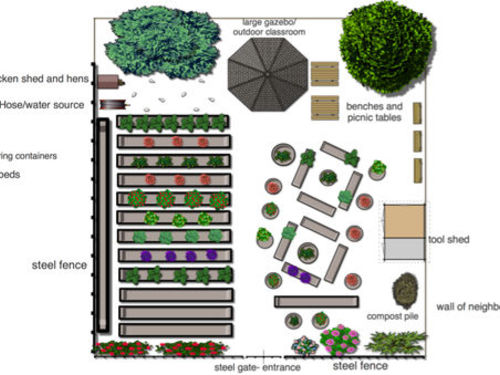 large gazebo/
outdoor classroom
cken shed and hens
Hose/water source
benches and
picnic tables
ring containers
beds
steel fence
tool shed
wall of neighb
compost pile
steel gate- entrance
steel fence